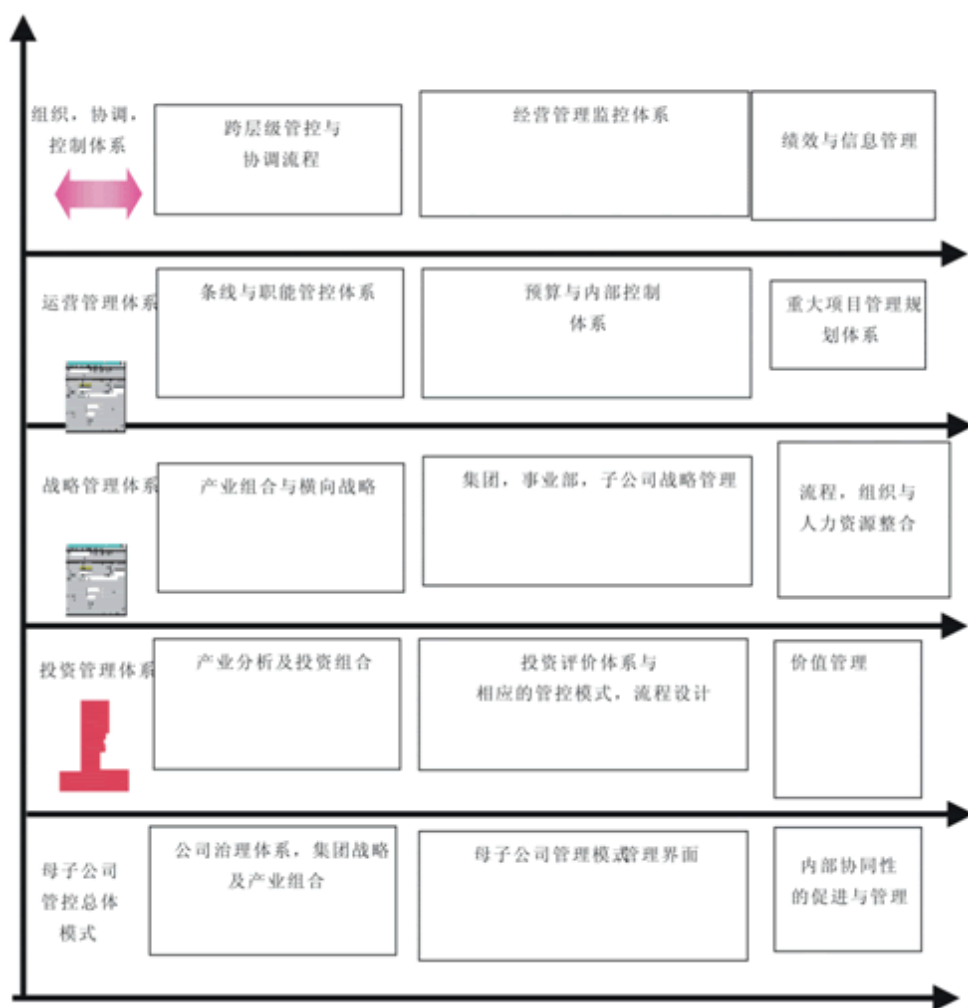 组织，协调，
控制体系
跨层级管控与
协调流程
经营管理监控体系
绩效与信息管理
运营管理体系
条线与职能管控体系
预算与内部控制
体系
重大项目管理规
划体系
战略管理体系
产业组合与横向战略
集团，事业部，子公司战略管理
流程，组织与
人力资源整合
投资管理体系
产业分析及投资组合
投资评价体系与
相应的管控模式，流程设计
价值管理
母子公司
管控总体
模式
公司治理体系，集团战略
及产业组合
母子公司管理模式管理界面
内部协同性
的促进与管理